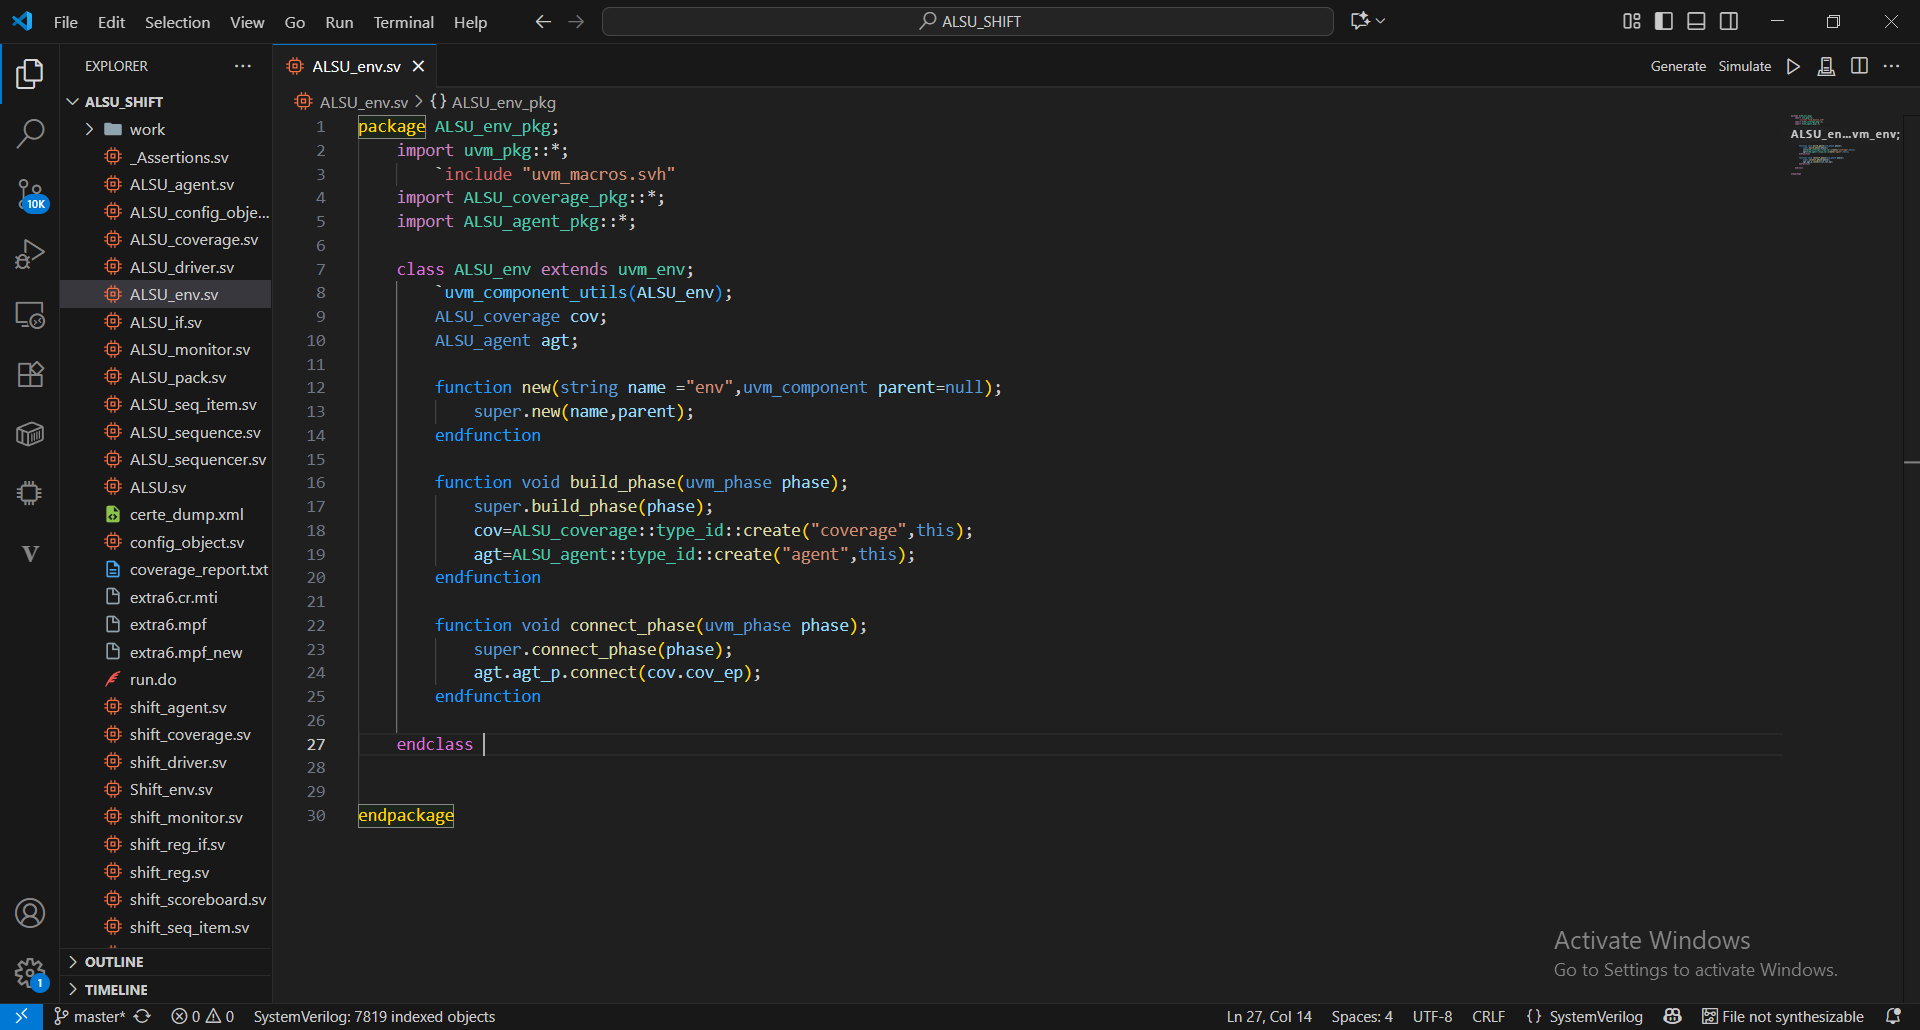 File Edit Selection View Go Run Terminal Help
ALSU_SHIFT
EXPLORER
ALSU_SHIFT
work
_Assertions.sv
ALSU_agent.sv
ALSU_config_obje...
ALSU_coverage.sv
ALSU_driver.sv
ALSU_env.sv
ALSU_if.sv
ALSU_monitor.sv
ALSU_pack.sv
ALSU_seq_item.sv
ALSU_sequence.sv
ALSU_sequencer.sv
ALSU.sv
certe_dump.xml
config_object.sv
coverage_report.txt
extra6.cr.mti
extra6.mpf
extra6.mpf_new
run.do
shift_agent.sv
shift_coverage.sv
shift_driver.sv
Shift_env.sv
shift_monitor.sv
shift_reg_if.sv
shift_reg.sv
shift_scoreboard.sv
shift_seq_item.sv
OUTLINE
TIMELINE
10K
V
1
ALSU_env.sv
Generate Simulate
ALSU_env.sv > {} ALSU_env_pkg
1 package ALSU_env_pkg;
2 import uvm_pkg::*;
3 `include "uvm_macros.svh"
4 import ALSU_coverage_pkg::*;
5 import ALSU_agent_pkg::*;
6
7 class ALSU_env extends uvm_env;
8 `uvm_component_utils(ALSU_env);
9 ALSU_coverage cov;
10 ALSU_agent agt;
11
12 function new(string name ="env",uvm_component parent=null);
13 super.new(name,parent);
14 endfunction
15
16 function void build_phase(uvm_phase phase);
17 super.build_phase(phase);
18 cov=ALSU_coverage::type_id::create("coverage",this);
19 agt=ALSU_agent::type_id::create("agent",this);
20 endfunction
21
22 function void connect_phase(uvm_phase phase);
23 super.connect_phase(phase);
24 agt.agt_p.connect(cov.cov_ep);
25 endfunction
26
27 endclass
28
29
30 endpackage
ALSU_en...vm_env;
Activate Windows
Go to Settings to activate Windows.
master* 0 0 SystemVerilog: 7819 indexed objects
Ln 27, Col 14 Spaces: 4 UTF-8 CRLF {} SystemVerilog File not synthesizable